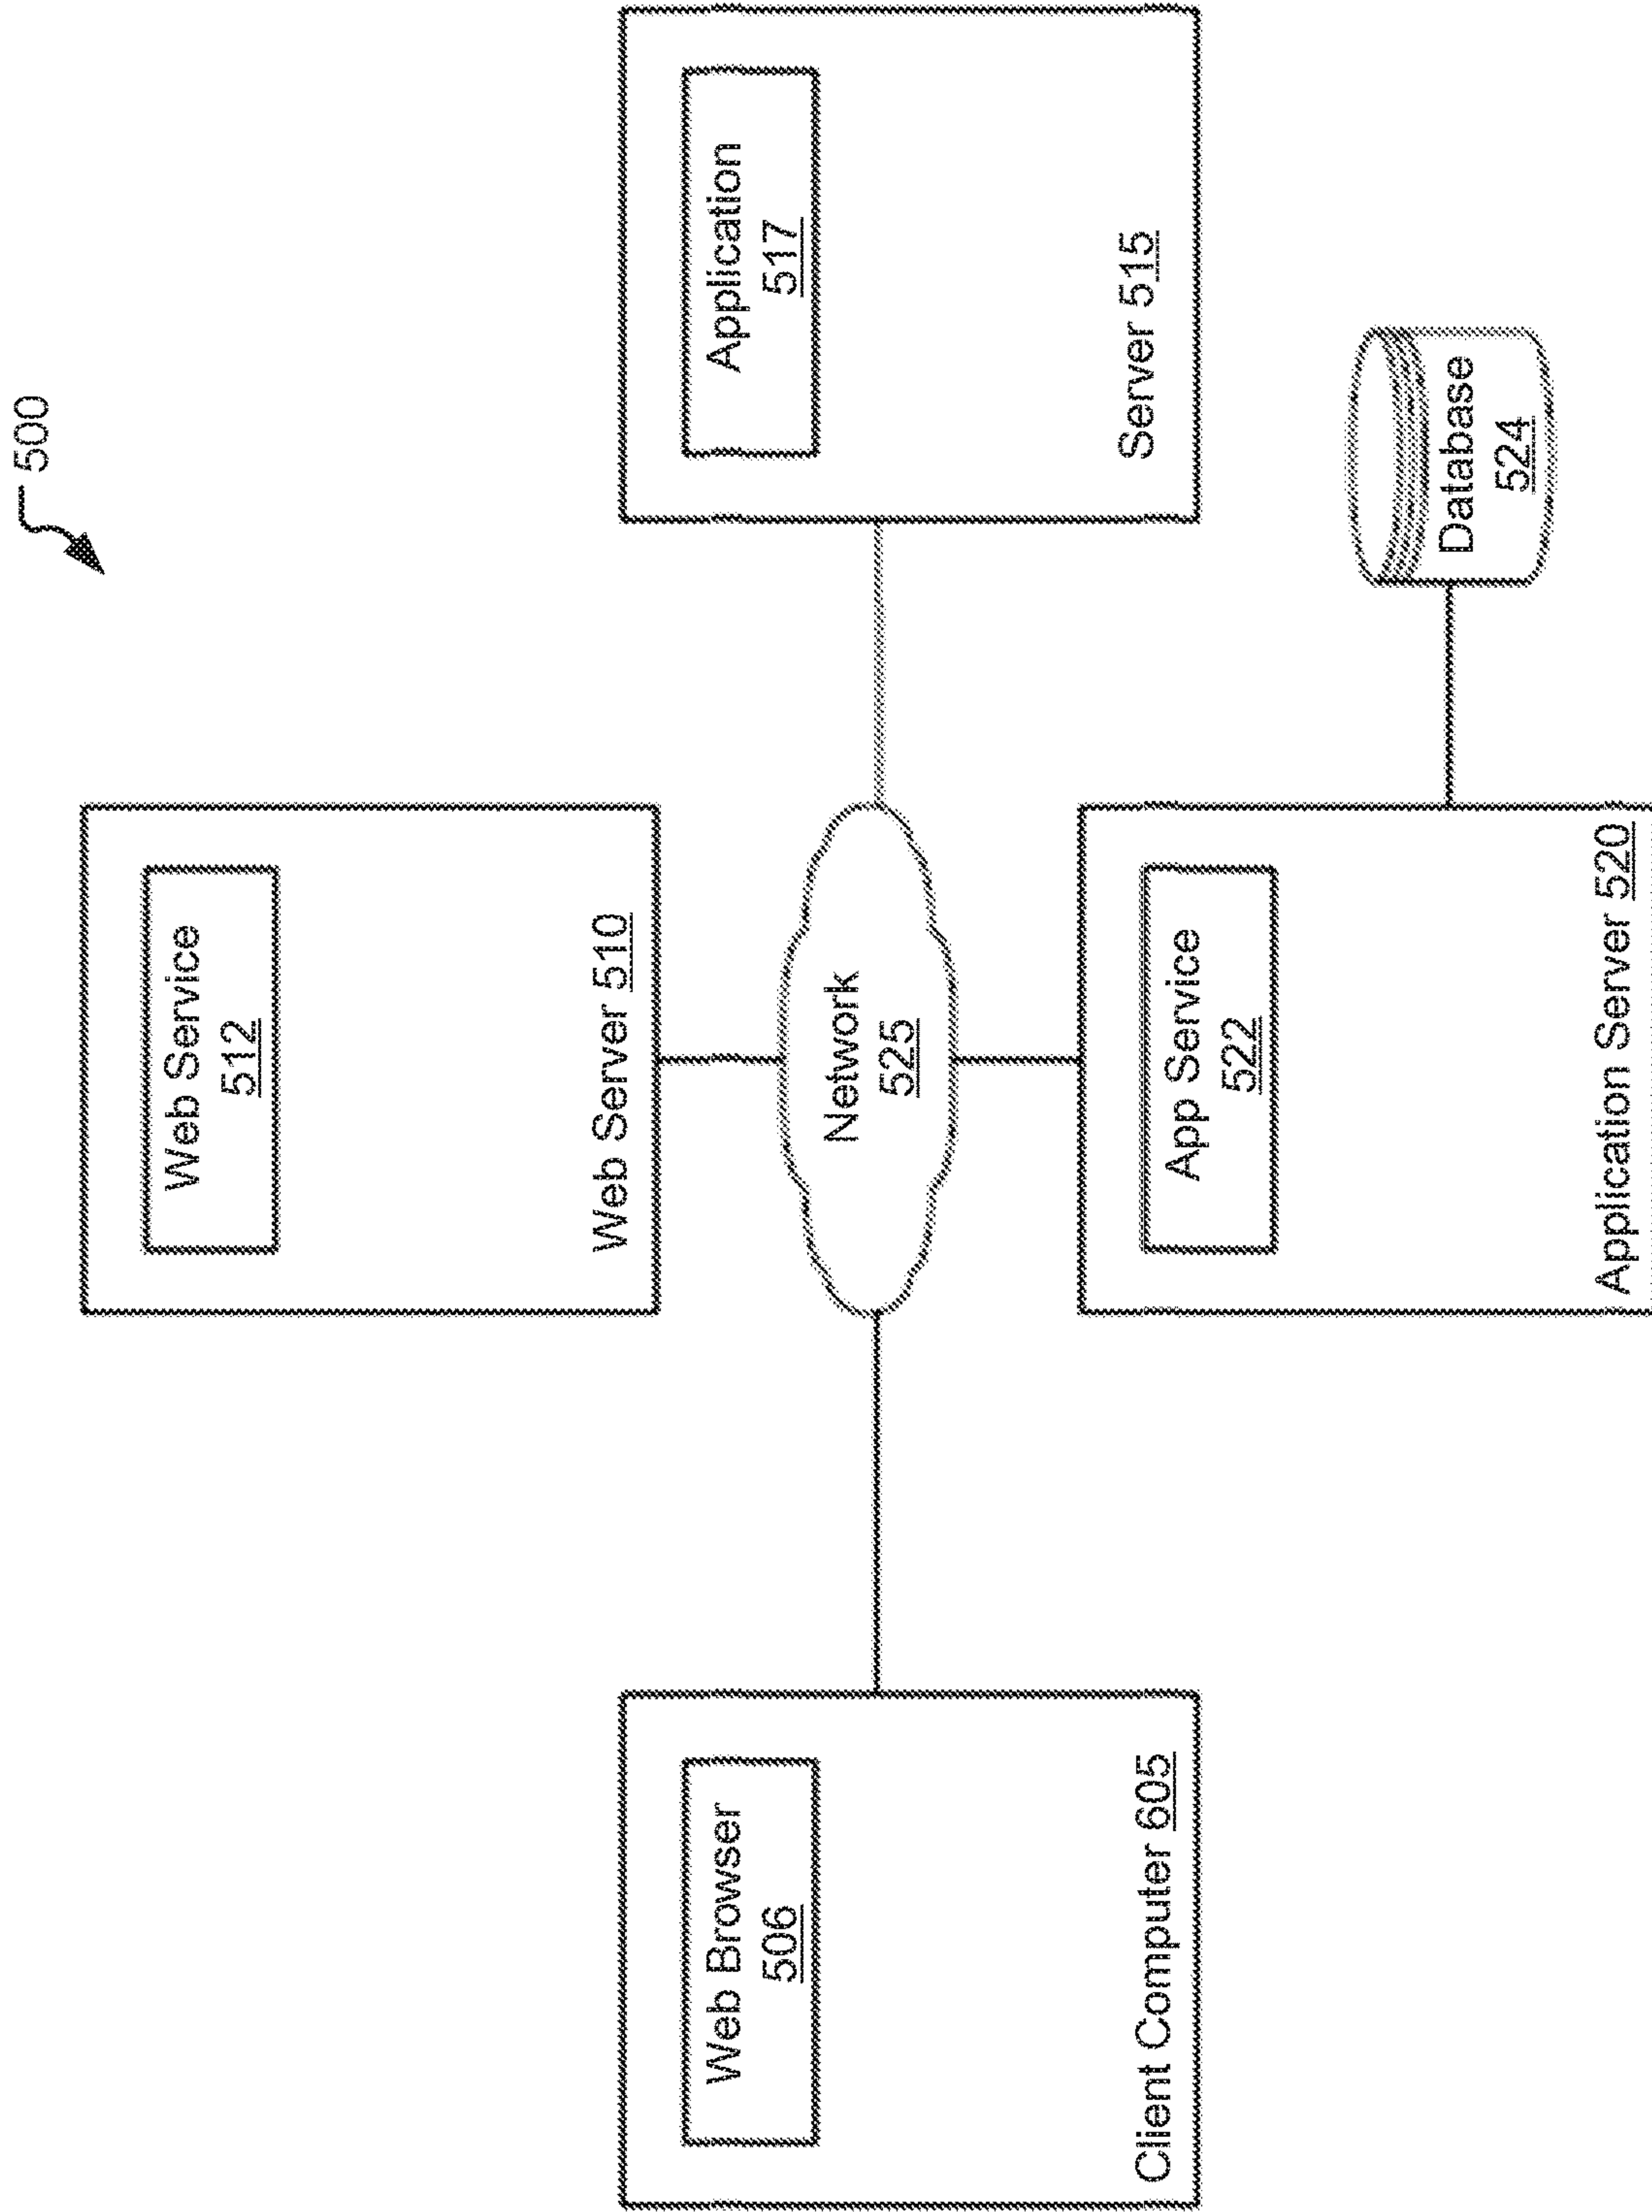 500
Web Service
512
Web Server 510
Web Browser
506
Client Computer 605
Network
525
Application
517
Server 515
App Service
522
Application Server 520
Database
524